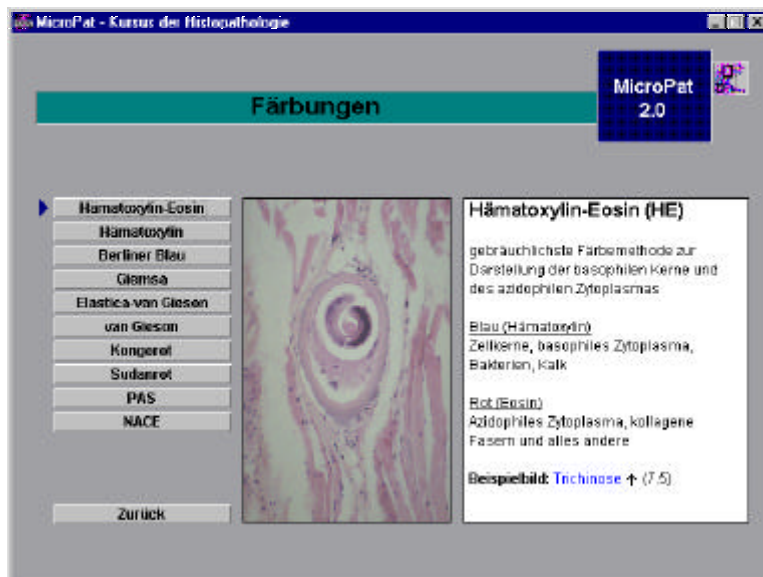 MicroPat - Kursus der Histopathologie
Färbungen
MicroPat
2.0
Hämatoxylin-Eosin
Hämatoxylin
Berliner Blau
Giemsa
Elastica-van Gieson
van Gieson
Kongorot
Sudanrot
PAS
NACE
Zurück
Hämatoxylin-Eosin (HE)
gebräuchlichste Färbemethode zur
Darstellung der basophilen Kerne und
des azidophilen Zytoplasmas
Blau (Hämatoxylin)
Zellkerne, basophiles Zytoplasma,
Bakterien, Kalk
Rot (Eosin)
Azidophiles Zytoplasma, kollagene
Fasern und alles andere
Beispielbild: Trichinose ↑ (7.5)